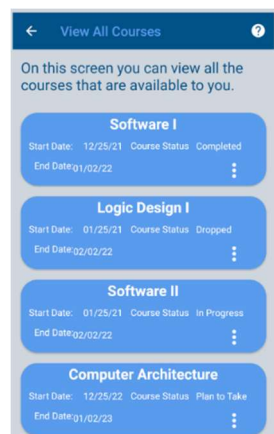 View All Courses ?
On this screen you can view all the
courses that are available to you.
Software I
Start Date: 12/25/21 Course Status Completed
End Date:01/02/22
Logic Design I
Start Date: 01/25/21 Course Status Dropped
End Date:02/02/22
Software II
Start Date: 01/25/21 Course Status In Progress
End Date:02/02/22
Computer Architecture
Start Date: 12/25/22 Course Status Plan to Take
End Date:01/02/23